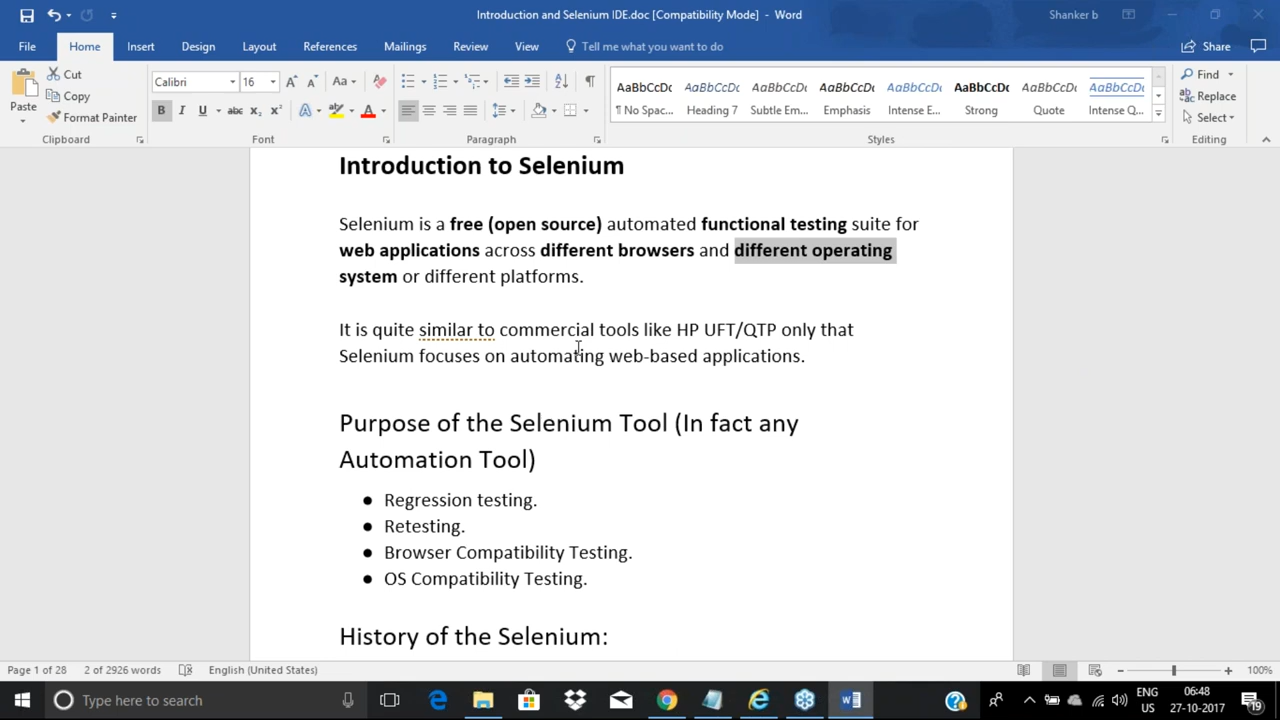 Introduction and Selenium IDE.doc [Compatibility Mode] - Word
Shanker b
File Home Insert Design Layout References Mailings Review View Tell me what you want to do Share
Paste
Cut
Copy
Format Painter
Clipboard
Calibri 16
Font
Paragraph
AaBbCcDc AaBbCcDc AaBbCcDc AaBbCcDc AaBbCcDc AaBbCcDc AaBbCcDc AaBbCcDc
¶ No Spac... Heading 7 Subtle Em... Emphasis Intense E... Strong Quote Intense Q...
Styles
Find
Replace
Select
Editing
Introduction to Selenium
Selenium is a free (open source) automated functional testing suite for
web applications across different browsers and different operating
system or different platforms.
It is quite similar to commercial tools like HP UFT/QTP only that
Selenium focuses on automating web-based applications.
Purpose of the Selenium Tool (In fact any
Automation Tool)
● Regression testing.
● Retesting.
● Browser Compatibility Testing.
● OS Compatibility Testing.
History of the Selenium:
Page 1 of 28 2 of 2926 words English (United States) 100%
Type here to search
ENG
US
06:48
27-10-2017
19